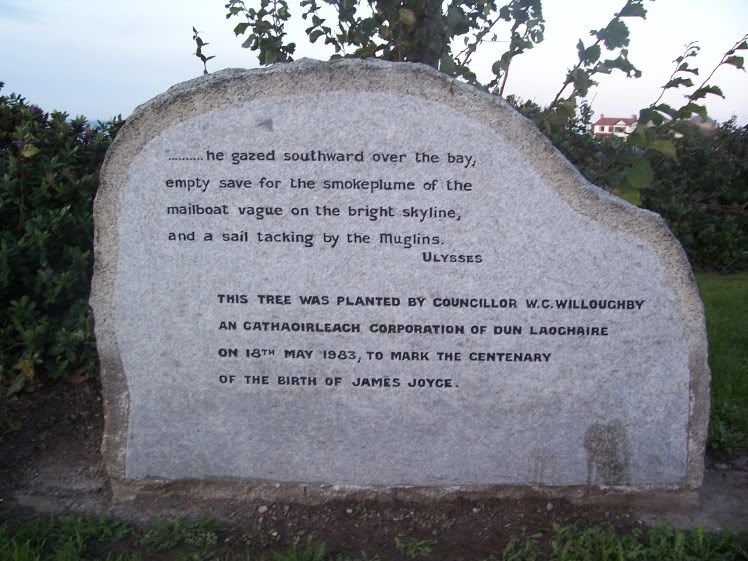 "..........he gazed southward over the bay,
empty save for the smokeplume of the
mailboat vague on the bright skyline,
and a sail tacking by the Muglins.
ULYSSES
THIS TREE WAS PLANTED BY COUNCILLOR W.C.WILLOUGHBY
AN CATHAOIRLEACH, CORPORATION OF DUN LAOGHAIRE
ON 18TH MAY 1983, TO MARK THE CENTENARY
OF THE BIRTH OF JAMES JOYCE.